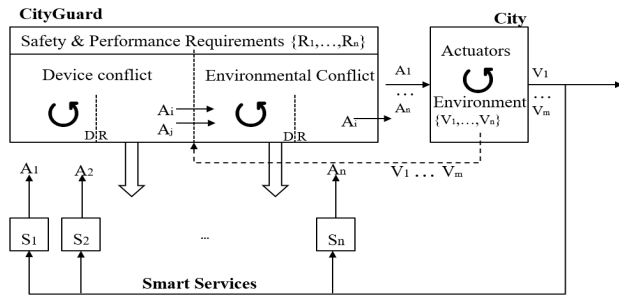 CityGuard
City
Safety & Performance Requirements {R₁,…,Rₙ}
Device conflict
Environmental Conflict
Actuators
Environment
{V₁,…,Vₙ}
Aᵢ
Aⱼ
Aᵢ
D R
D R
A₁
…
Aₙ
V₁
…
Vₘ
A₁
A₂
Aₙ
V₁ … Vₘ
S₁
S₂
...
Sₙ
Smart Services